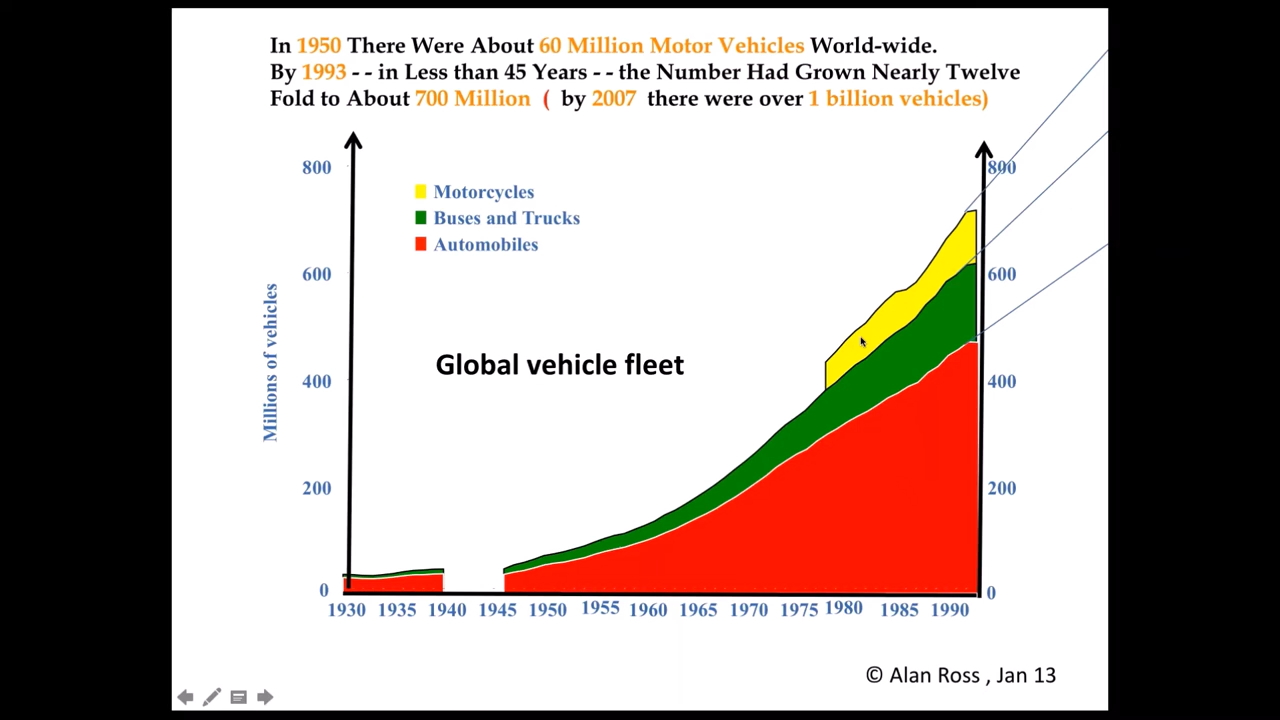 In 1950 There Were About 60 Million Motor Vehicles World-wide.
By 1993 - - in Less than 45 Years - - the Number Had Grown Nearly Twelve
Fold to About 700 Million ( by 2007 there were over 1 billion vehicles)
800
800
Motorcycles
Buses and Trucks
Automobiles
600
600
Millions of vehicles
Global vehicle fleet
400
400
200
200
0
0
1930 1935 1940 1945 1950 1955 1960 1965 1970 1975 1980 1985 1990
© Alan Ross , Jan 13